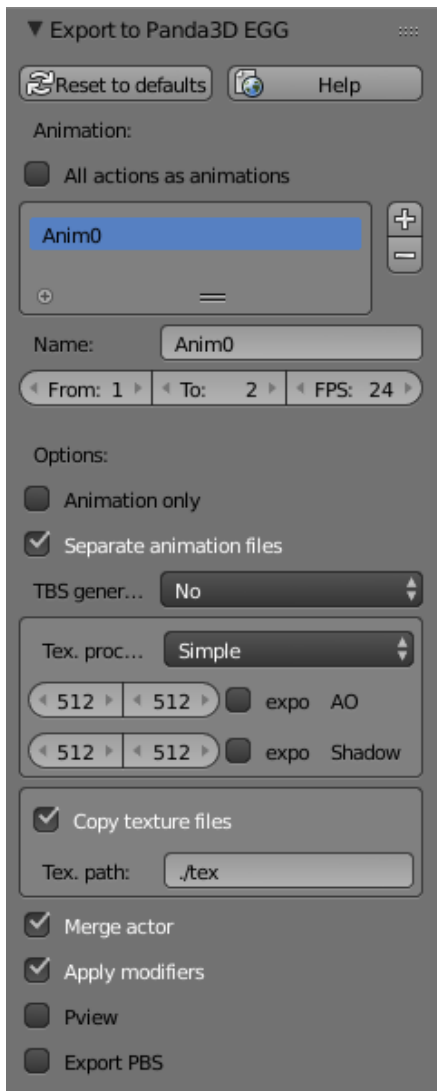 Export to Panda3D EGG
Reset to defaults Help
Animation:
All actions as animations
Anim0
Name: Anim0
From: 1 To: 2 FPS: 24
Options:
Animation only
Separate animation files
TBS gener... No
Tex. proc... Simple
512 512 expo AO
512 512 expo Shadow
Copy texture files
Tex. path: ./tex
Merge actor
Apply modifiers
Pview
Export PBS